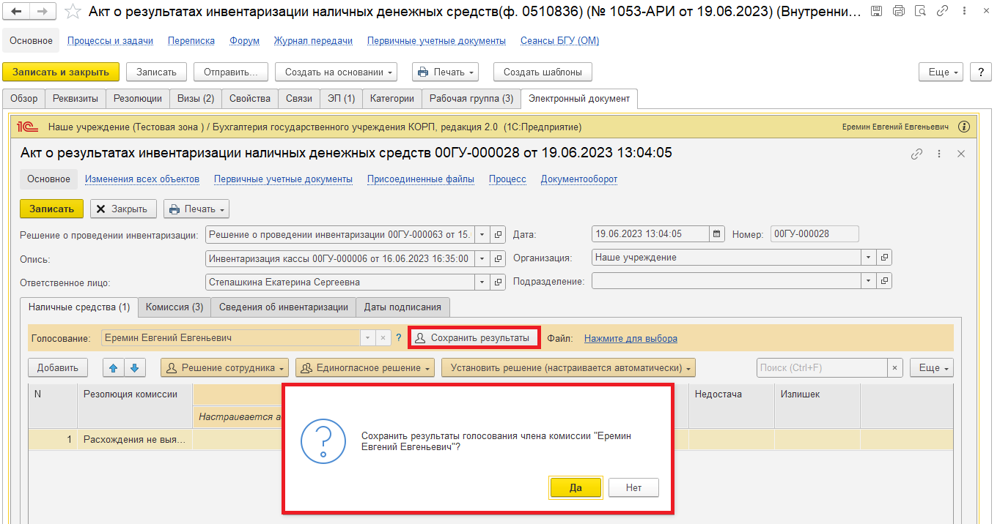 Акт о результатах инвентаризации наличных денежных средств(ф. 0510836) (№ 1053-АРИ от 19.06.2023) (Внутренни...
Основное Процессы и задачи Переписка Форум Журнал передачи Первичные учетные документы Сеансы БГУ (ОМ)
Записать и закрыть Записать Отправить... Создать на основании Печать Создать шаблоны Еще ?
Обзор Реквизиты Резолюции Визы (2) Свойства Связи ЭП (1) Категории Рабочая группа (3) Электронный документ
1С Наше учреждение (Тестовая зона ) / Бухгалтерия государственного учреждения КОРП, редакция 2.0 (1С:Предприятие) Еремин Евгений Евгеньевич
Акт о результатах инвентаризации наличных денежных средств 00ГУ-000028 от 19.06.2023 13:04:05
Основное Изменения всех объектов Первичные учетные документы Присоединенные файлы Процесс Документооборот
Записать Закрыть Печать
Решение о проведении инвентаризации: Решение о проведении инвентаризации 00ГУ-000063 от 15. Дата: 19.06.2023 13:04:05 Номер: 00ГУ-000028
Опись: Инвентаризация кассы 00ГУ-000006 от 16.06.2023 16:35:00 Организация: Наше учреждение
Ответственное лицо: Степашкина Екатерина Сергеевна Подразделение:
Наличные средства (1) Комиссия (3) Сведения об инвентаризации Даты подписания
Голосование: Еремин Евгений Евгеньевич ? Сохранить результаты Файл: Нажмите для выбора
Добавить Решение сотрудника Единогласное решение Установить решение (настраивается автоматически) Поиск (Ctrl+F) × Еще
N Резолюция комиссии Недостача Излишек
Настраивается а
1 Расхождения не выя...
Сохранить результаты голосования члена комиссии "Еремин
Евгений Евгеньевич"?
Да Нет